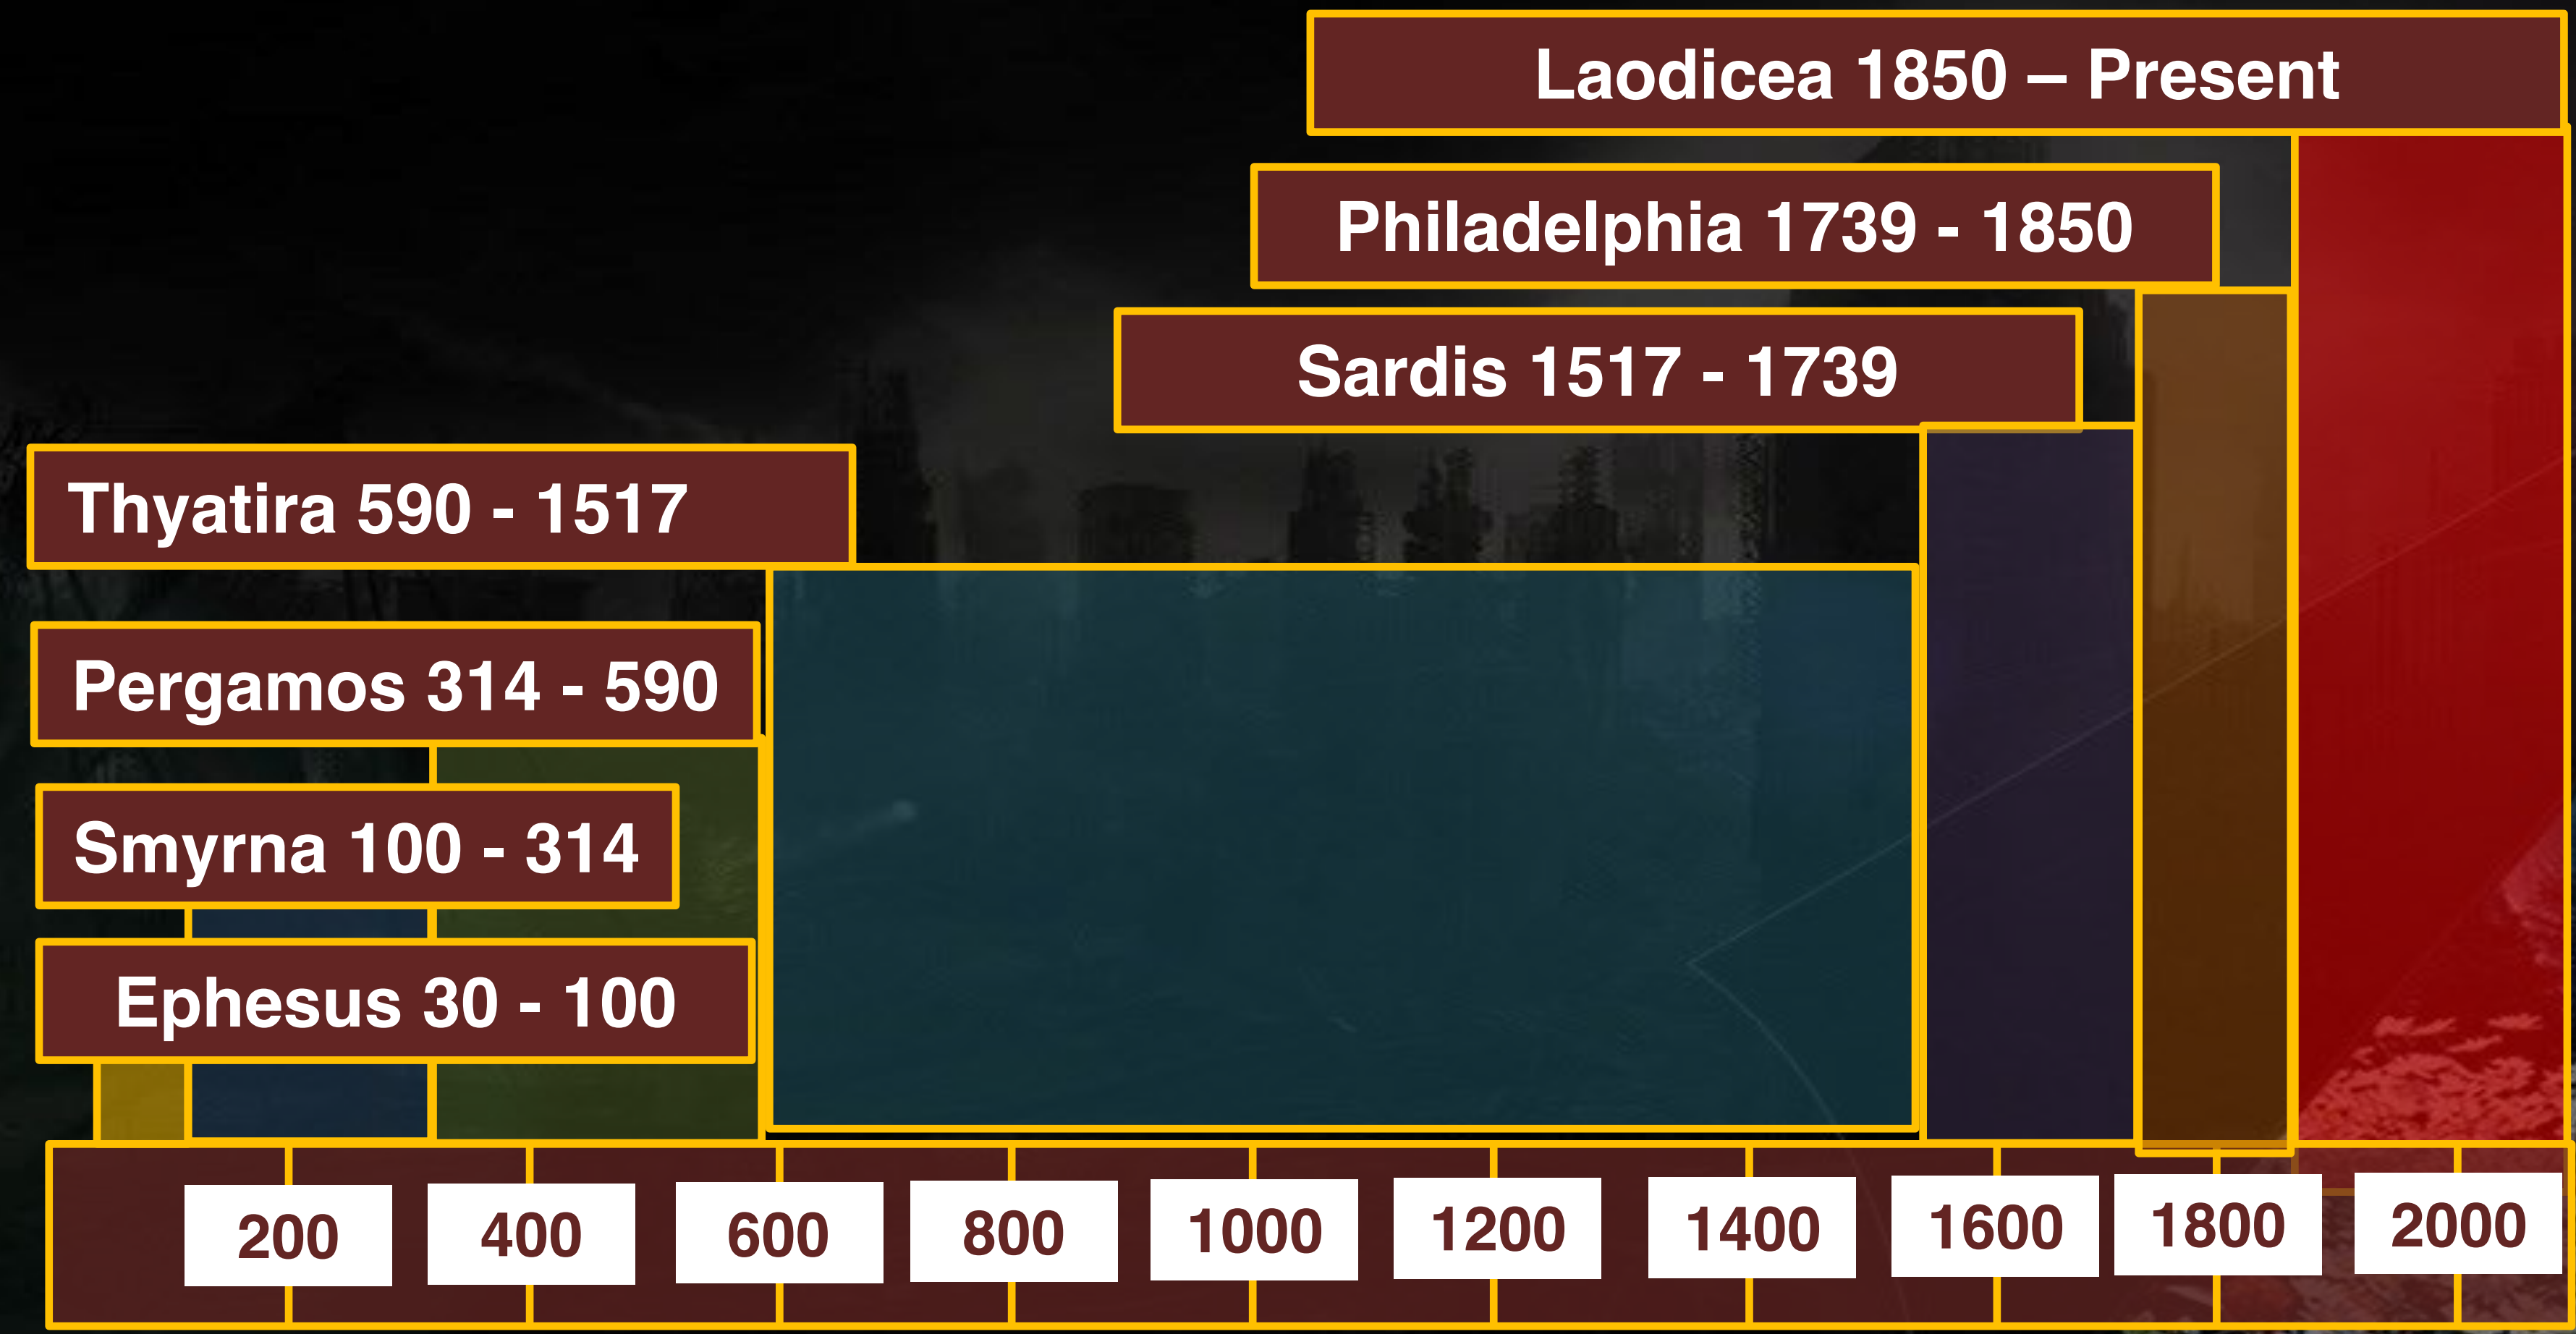 Laodicea 1850 – Present
Philadelphia 1739 - 1850
Sardis 1517 - 1739
Thyatira 590 - 1517
Pergamos 314 - 590
Smyrna 100 - 314
Ephesus 30 - 100
200 400 600 800 1000 1200 1400 1600 1800 2000